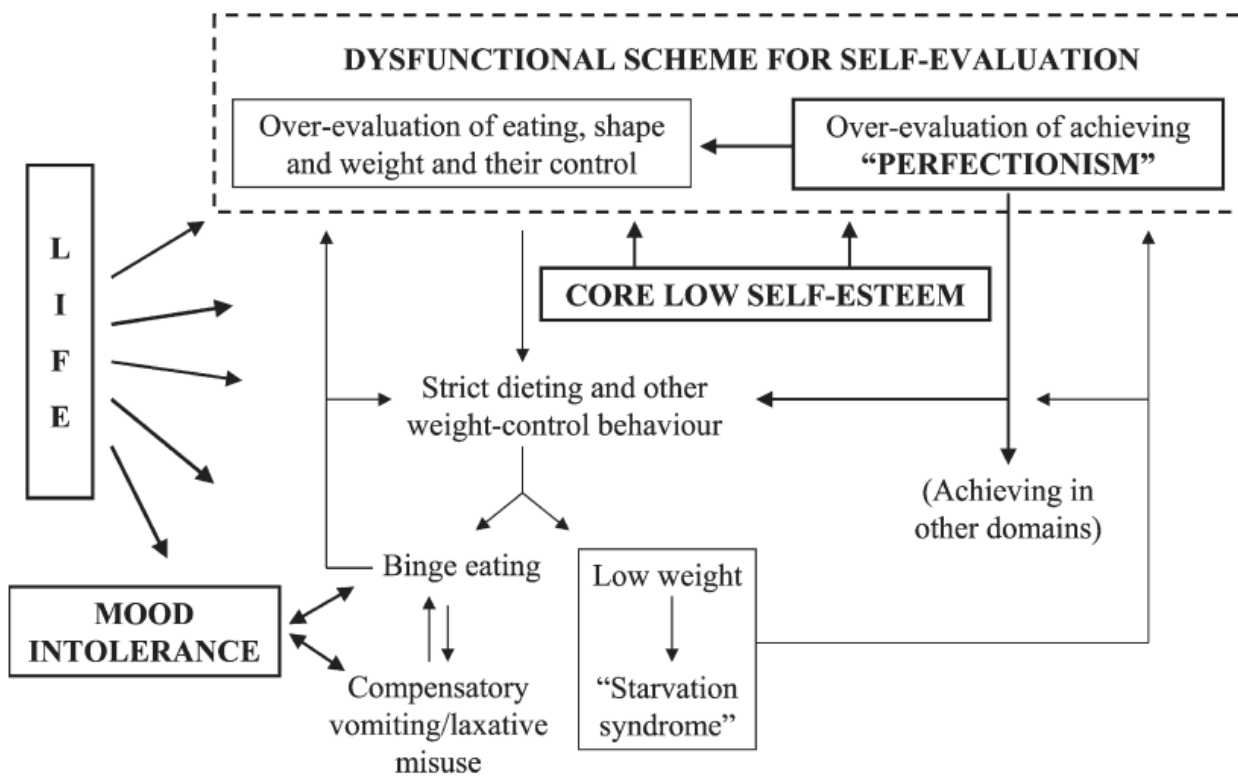 DYSFUNCTIONAL SCHEME FOR SELF-EVALUATION
Over-evaluation of eating, shape
and weight and their control
Over-evaluation of achieving
“PERFECTIONISM”
L
I
F
E
CORE LOW SELF-ESTEEM
Strict dieting and other
weight-control behaviour
(Achieving in
other domains)
Binge eating
Low weight
MOOD
INTOLERANCE
Compensatory
vomiting/laxative
misuse
“Starvation
syndrome”